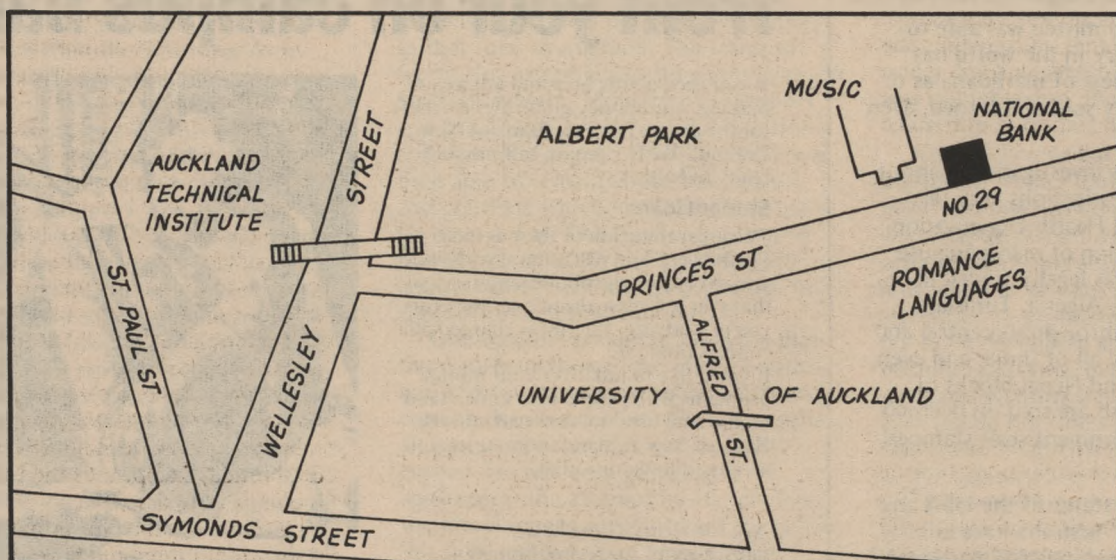 MUSIC
NATIONAL
BANK
ALBERT PARK
AUCKLAND
TECHNICAL
INSTITUTE
STREET
NO 29
PRINCES ST
ROMANCE
LANGUAGES
ST. PAUL ST
WELLESLEY
ALFRED
UNIVERSITY OF AUCKLAND
ST
SYMONDS STREET